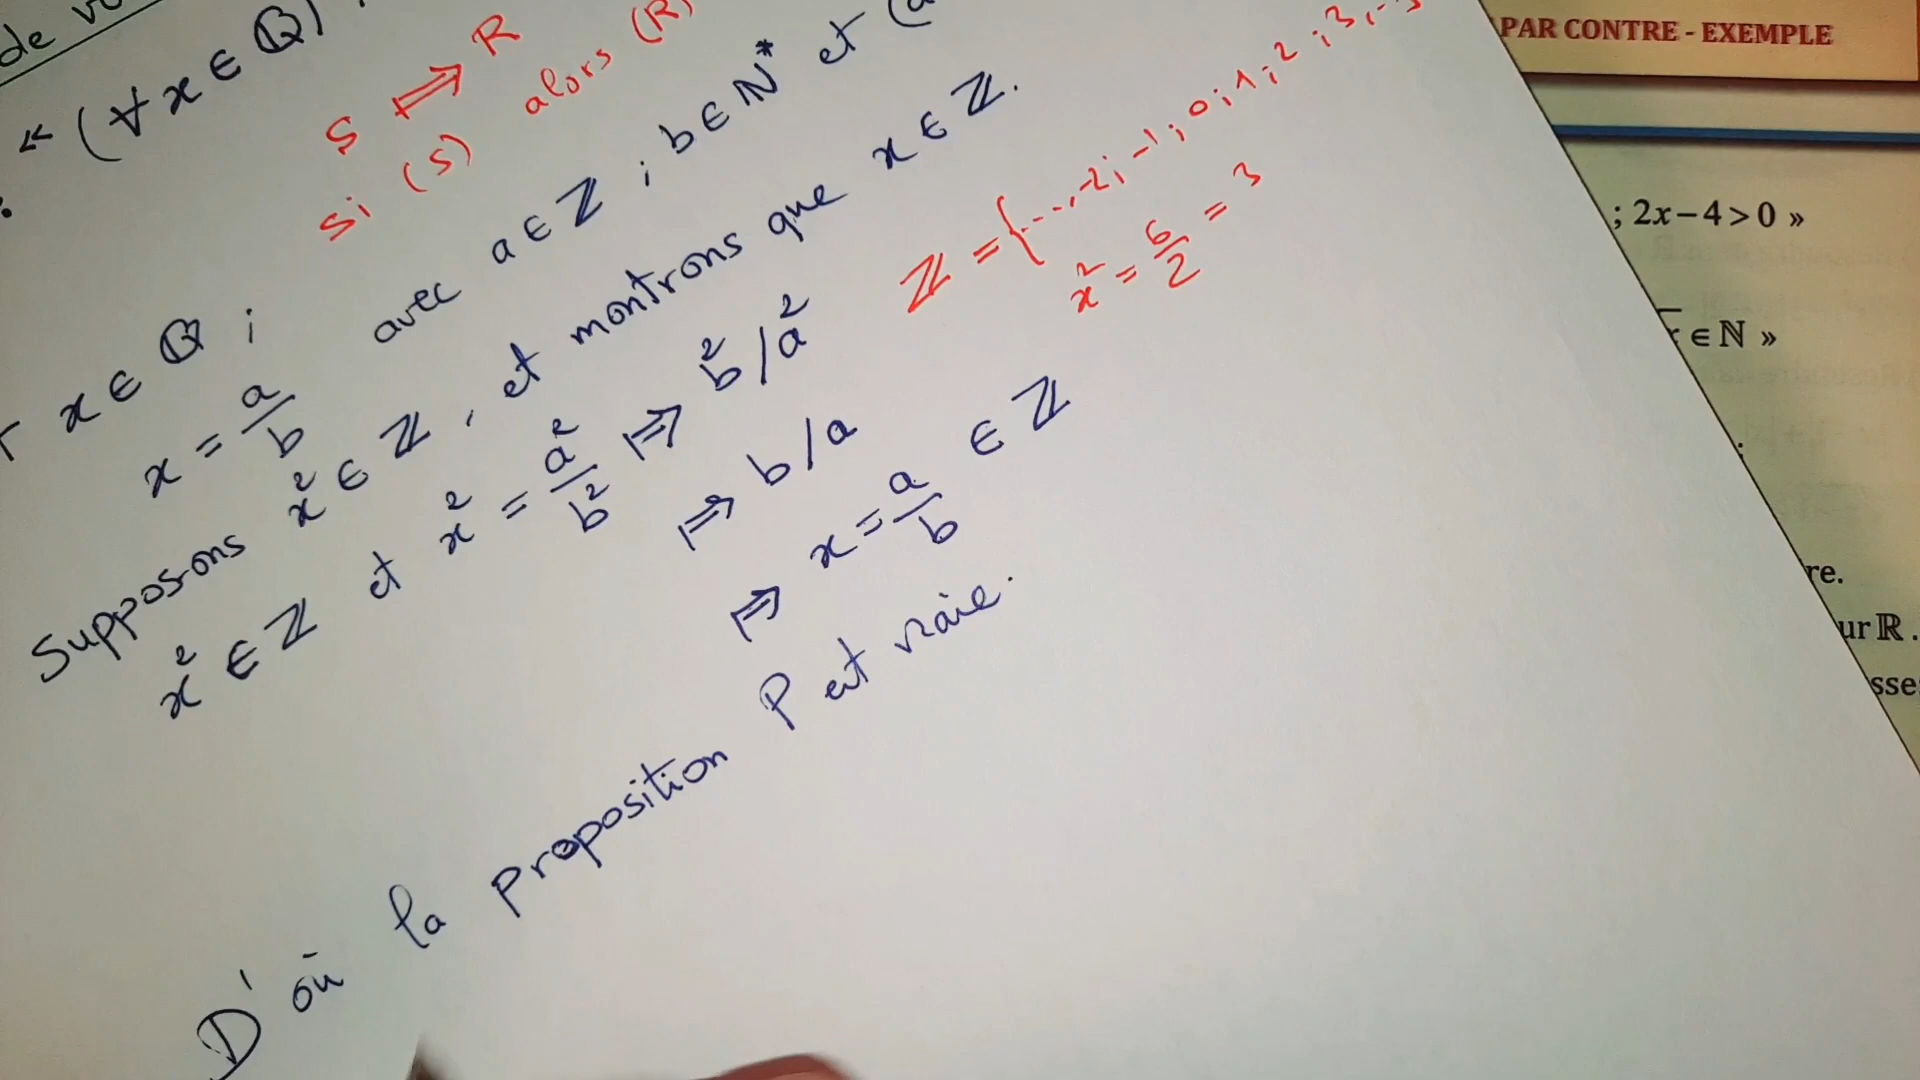 de
« (∀ x ∈ ℚ)
S ⟹ R
si (S) alors (R)
x ∈ ℚ ;
x = a/b avec a ∈ ℤ ; b ∈ ℕ* et (a
Supposons x² ∈ ℤ , et montrons que x ∈ ℤ.
x² ∈ ℤ et x² = a²/b² ⟹ b²/a²
⟹ b/a
⟹ x = a/b ∈ ℤ
D'où la proposition P est vraie.
ℤ = {...,-2; -1; 0; 1; 2 ; 3,
x² = 6/2 = 3
PAR CONTRE - EXEMPLE
; 2x−4>0 »
∈ ℕ »
;
re.
ur ℝ.
sse